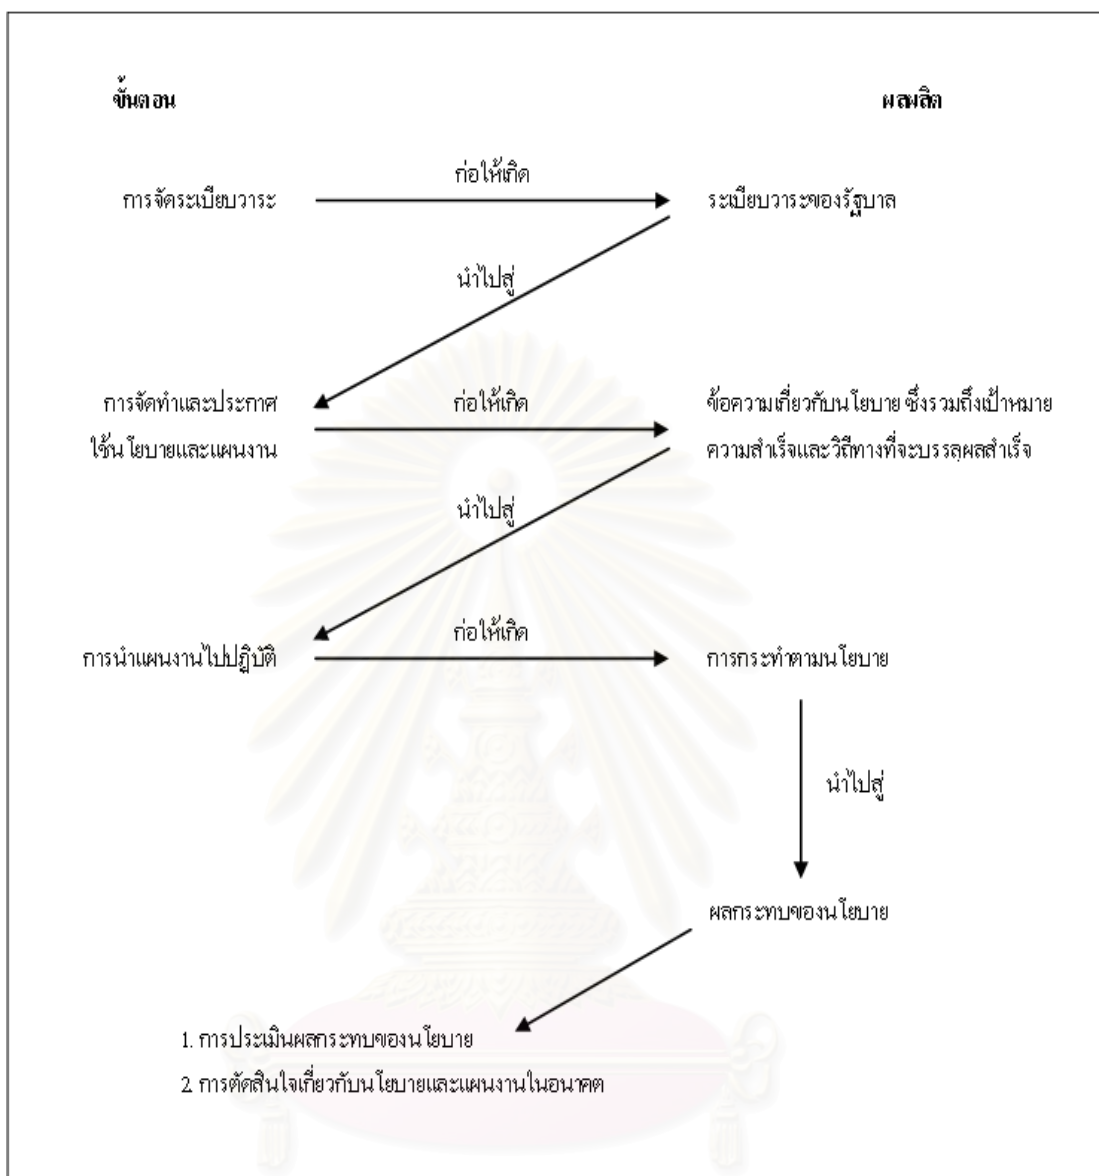 ขั้นตอน
ผลผลิต
ก่อให้เกิด
การจัดระเบียบวาระ
ระเบียบวาระของรัฐบาล
นำไปสู่
การจัดทำและประกาศ
ก่อให้เกิด
ข้อความเกี่ยวกับนโยบาย ซึ่งรวมถึงเป้าหมาย
ใช้นโยบายและแผนงาน
ความสำเร็จและวิถีทางที่จะบรรลุผลสำเร็จ
นำไปสู่
ก่อให้เกิด
การนำแผนงานไปปฏิบัติ
การกระทำตามนโยบาย
นำไปสู่
ผลกระทบของนโยบาย
1. การประเมินผลกระทบของนโยบาย
2. การตัดสินใจเกี่ยวกับนโยบายและแผนงานในอนาคต